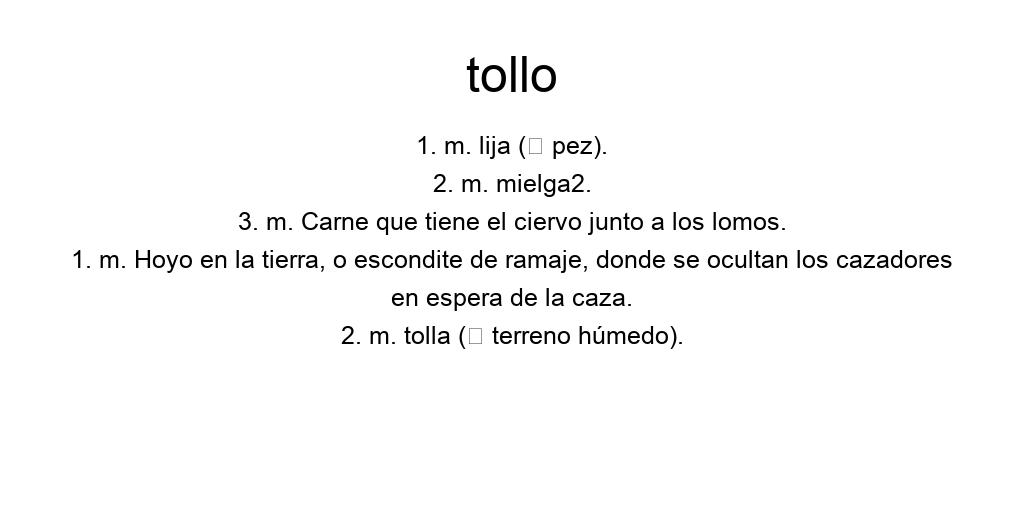 tollo
1. m. lija (□ pez).
2. m. mielga2.
3. m. Carne que tiene el ciervo junto a los lomos.
1. m. Hoyo en la tierra, o escondite de ramaje, donde se ocultan los cazadores
en espera de la caza.
2. m. tolla (□ terreno húmedo).